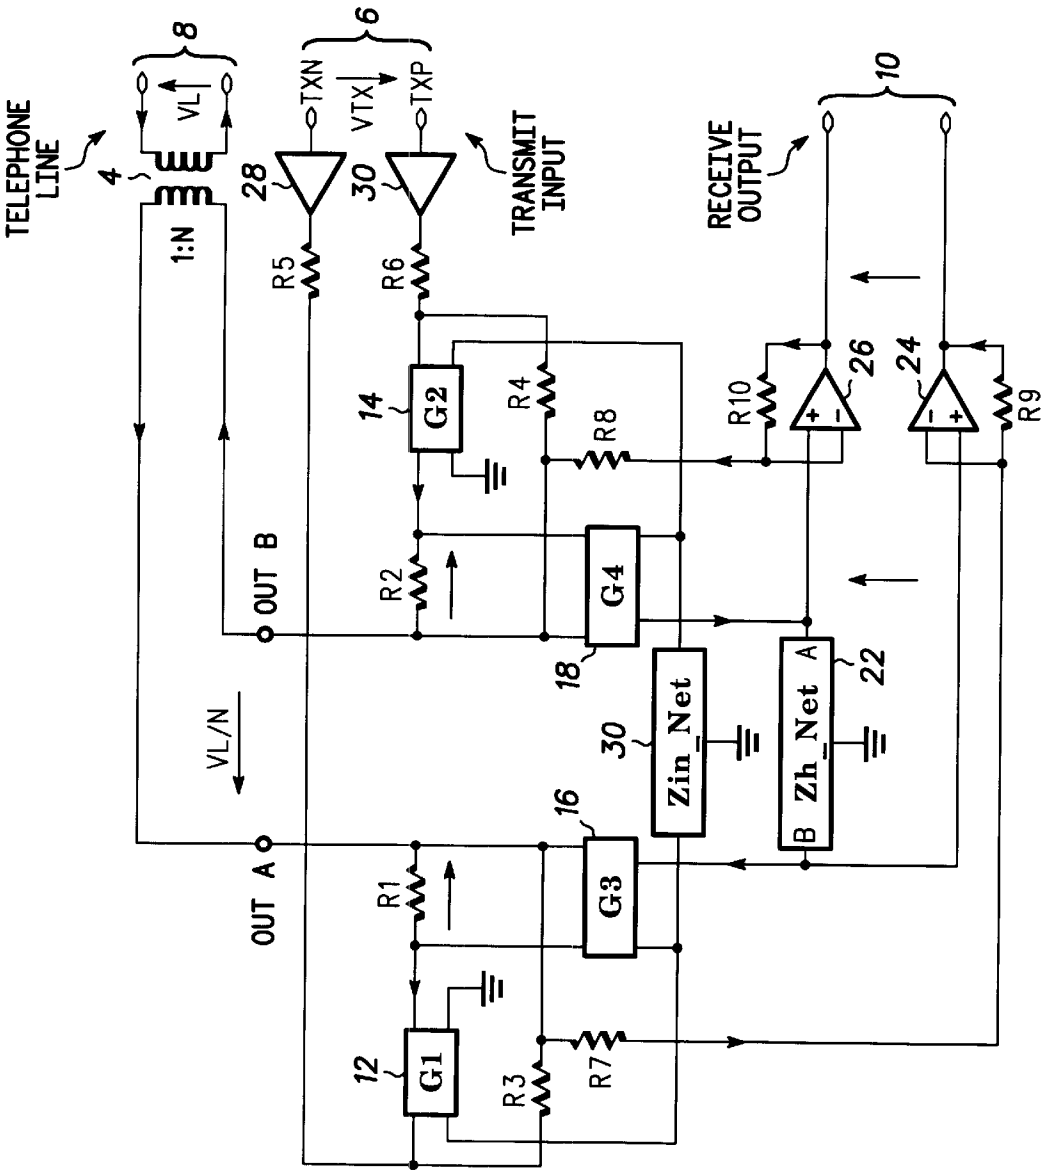 TELEPHONE
LINE
8
VL
4
1:N
6
TXN
VTX
TXP
TRANSMIT
INPUT
28
30
R5
R6
10
RECEIVE
OUTPUT
14
G2
R4
R8
R10
26
24
R9
+
−
−
+
OUT B
R2
G4
18
VL/N
30
Zin_Net
A
Zh_Net
B
22
OUT A
R1
16
G3
12
G1
R3
R7